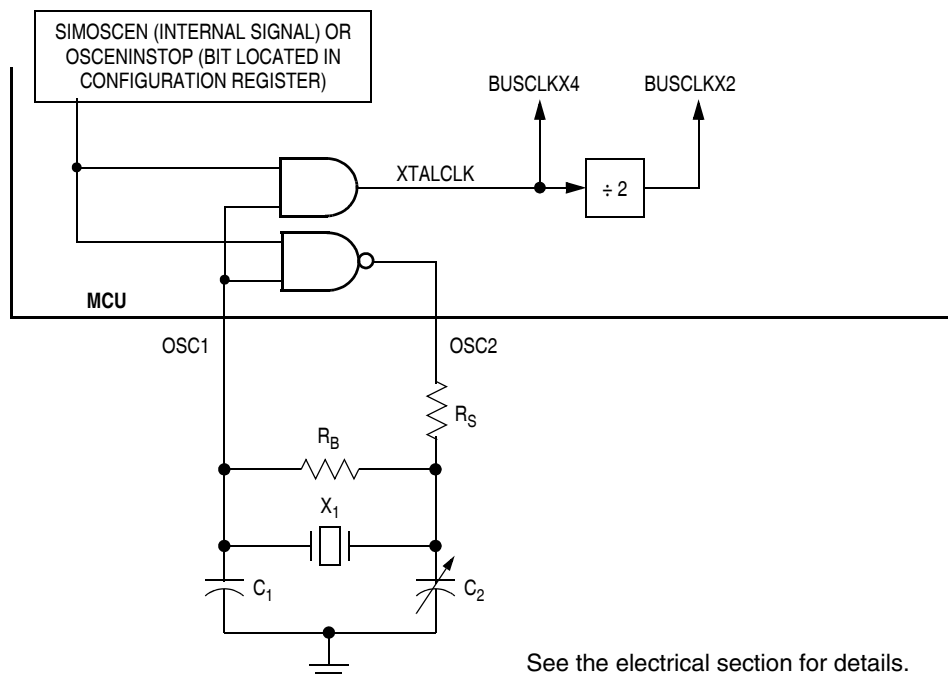 SIMOSCEN (INTERNAL SIGNAL) OR
OSCENINSTOP (BIT LOCATED IN
CONFIGURATION REGISTER)
BUSCLKX4
BUSCLKX2
XTALCLK
÷ 2
MCU
OSC1
OSC2
RS
RB
X1
C1
C2
See the electrical section for details.